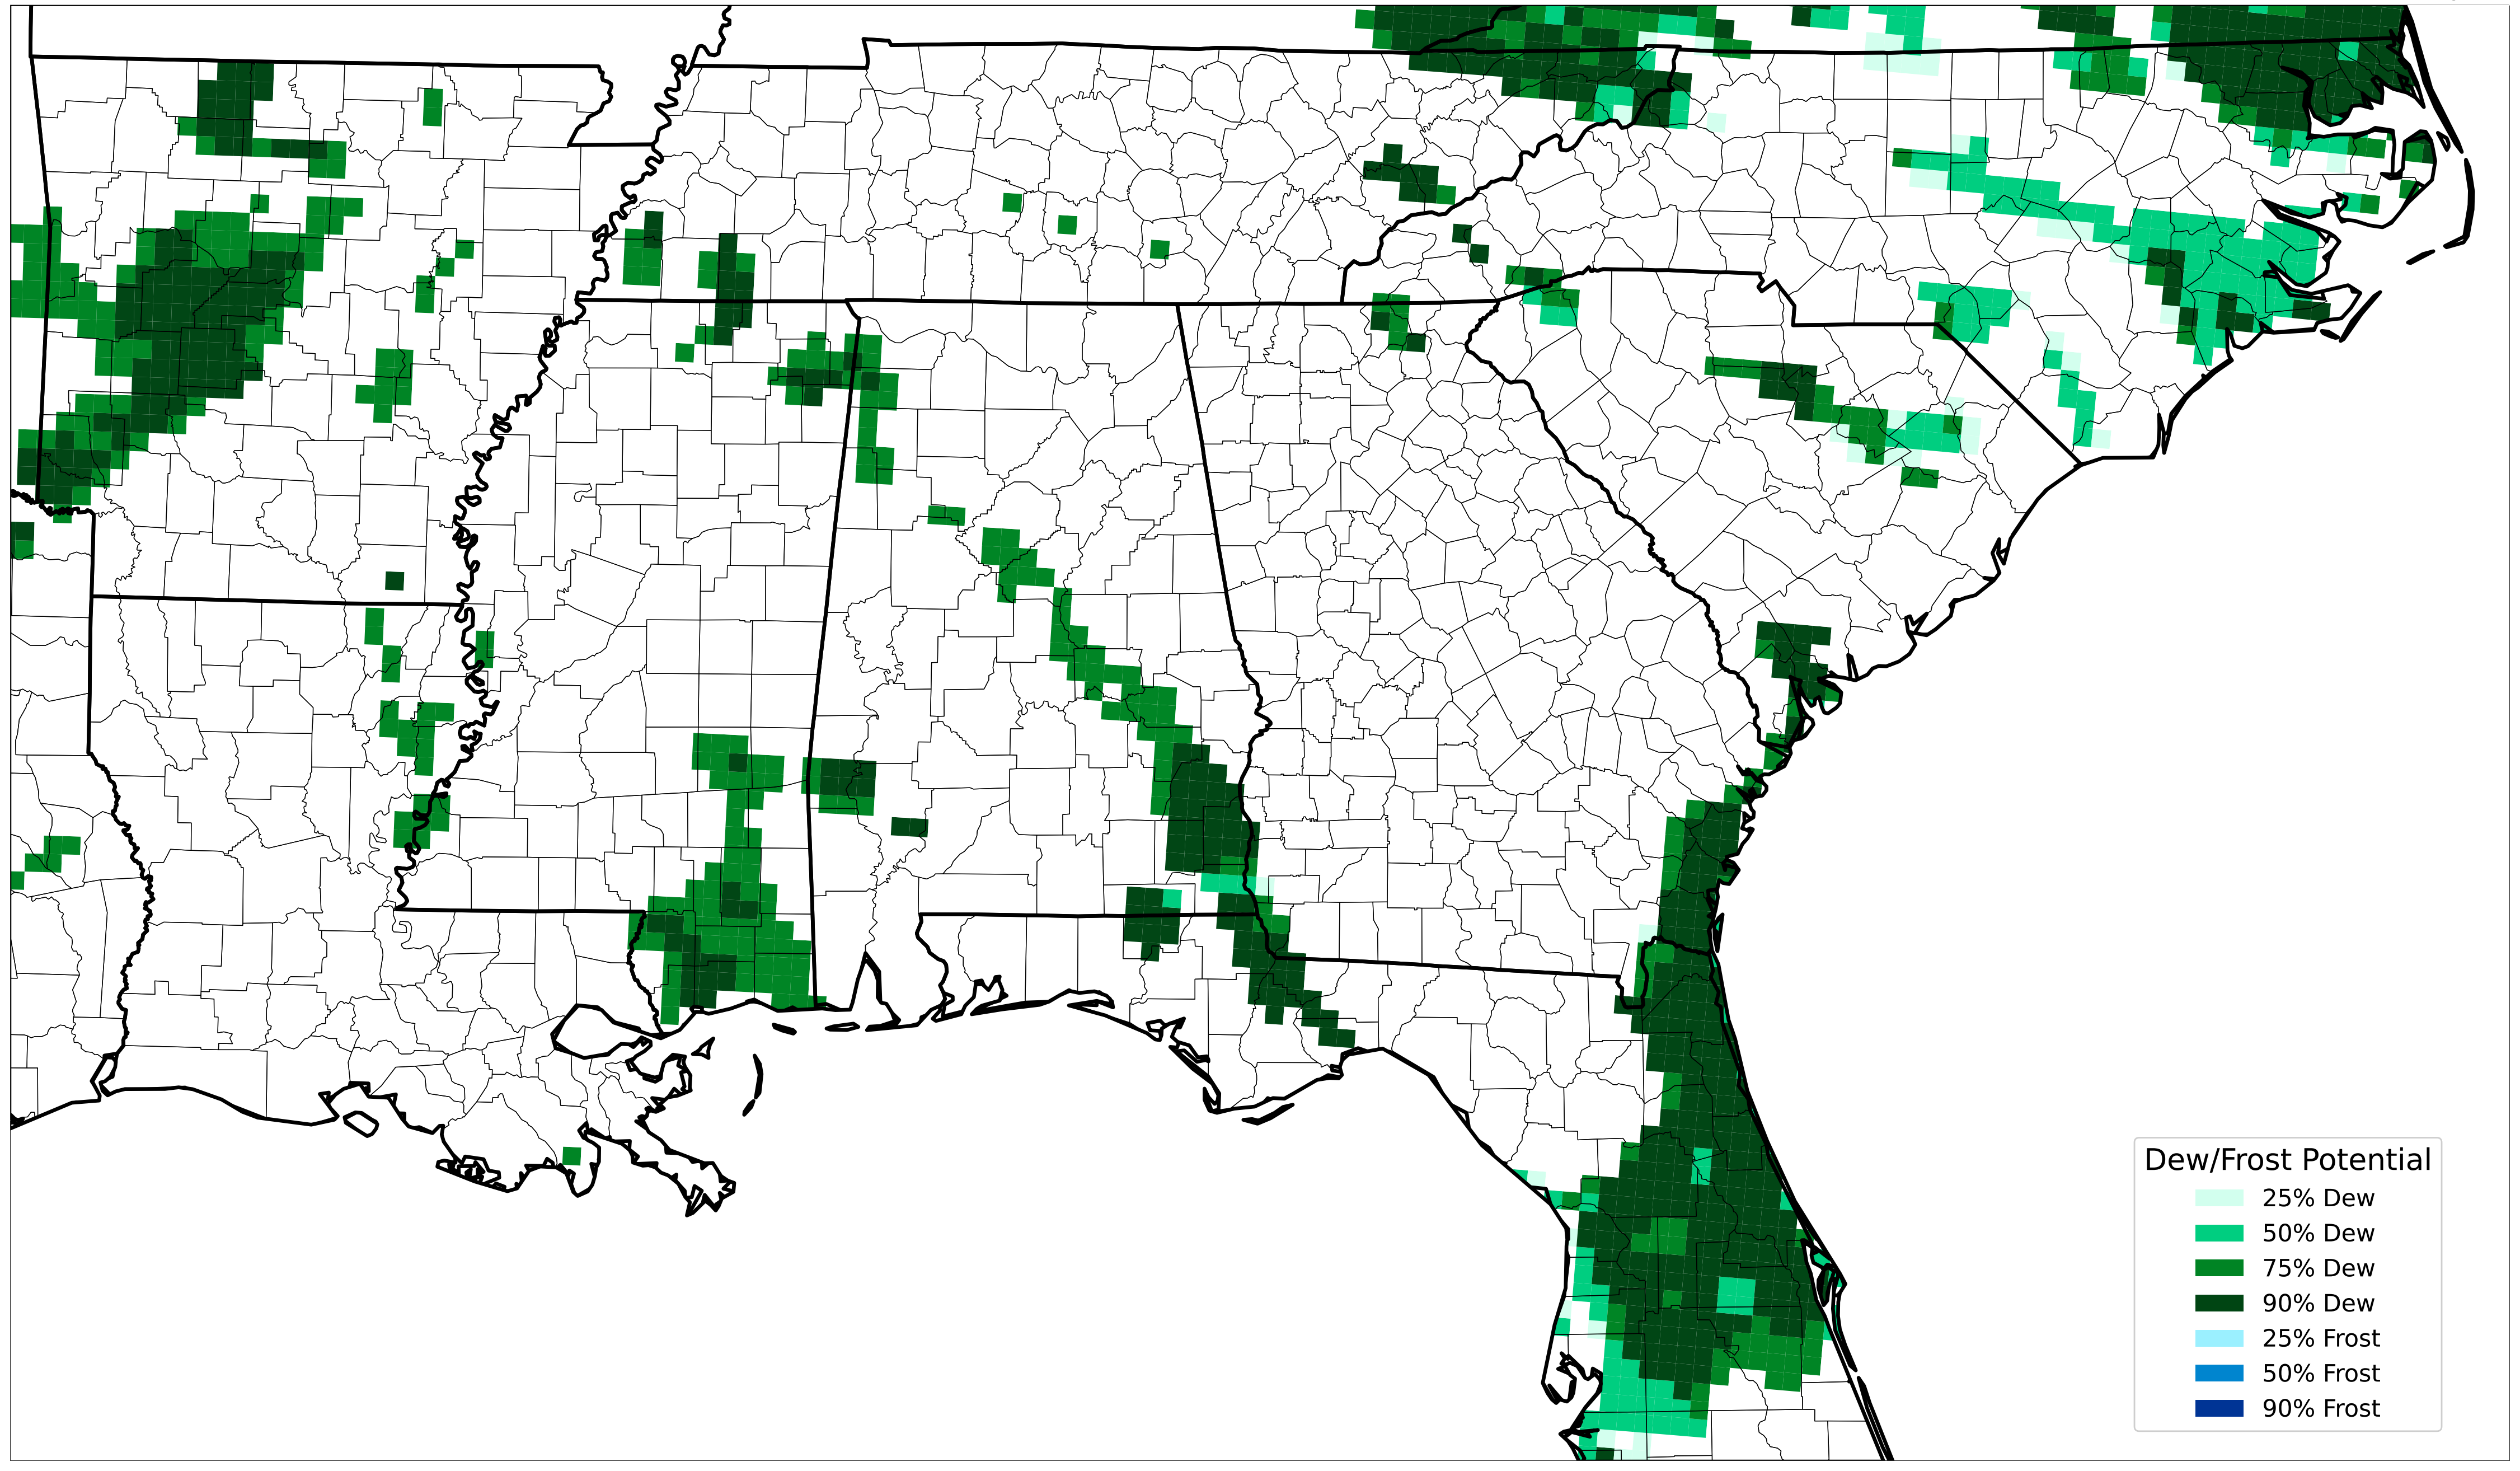 Dew/Frost Potential
25% Dew
50% Dew
75% Dew
90% Dew
25% Frost
50% Frost
90% Frost